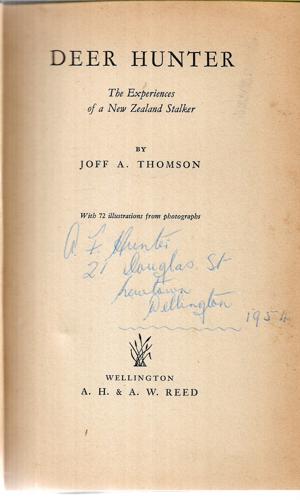 DEER HUNTER
The Experiences
of a New Zealand Stalker
BY
JOFF A. THOMSON
With 72 illustrations from photographs
A. F. Hunter
21 Douglas St
Newtown
Wellington
1954
WELLINGTON
A. H. & A. W. REED